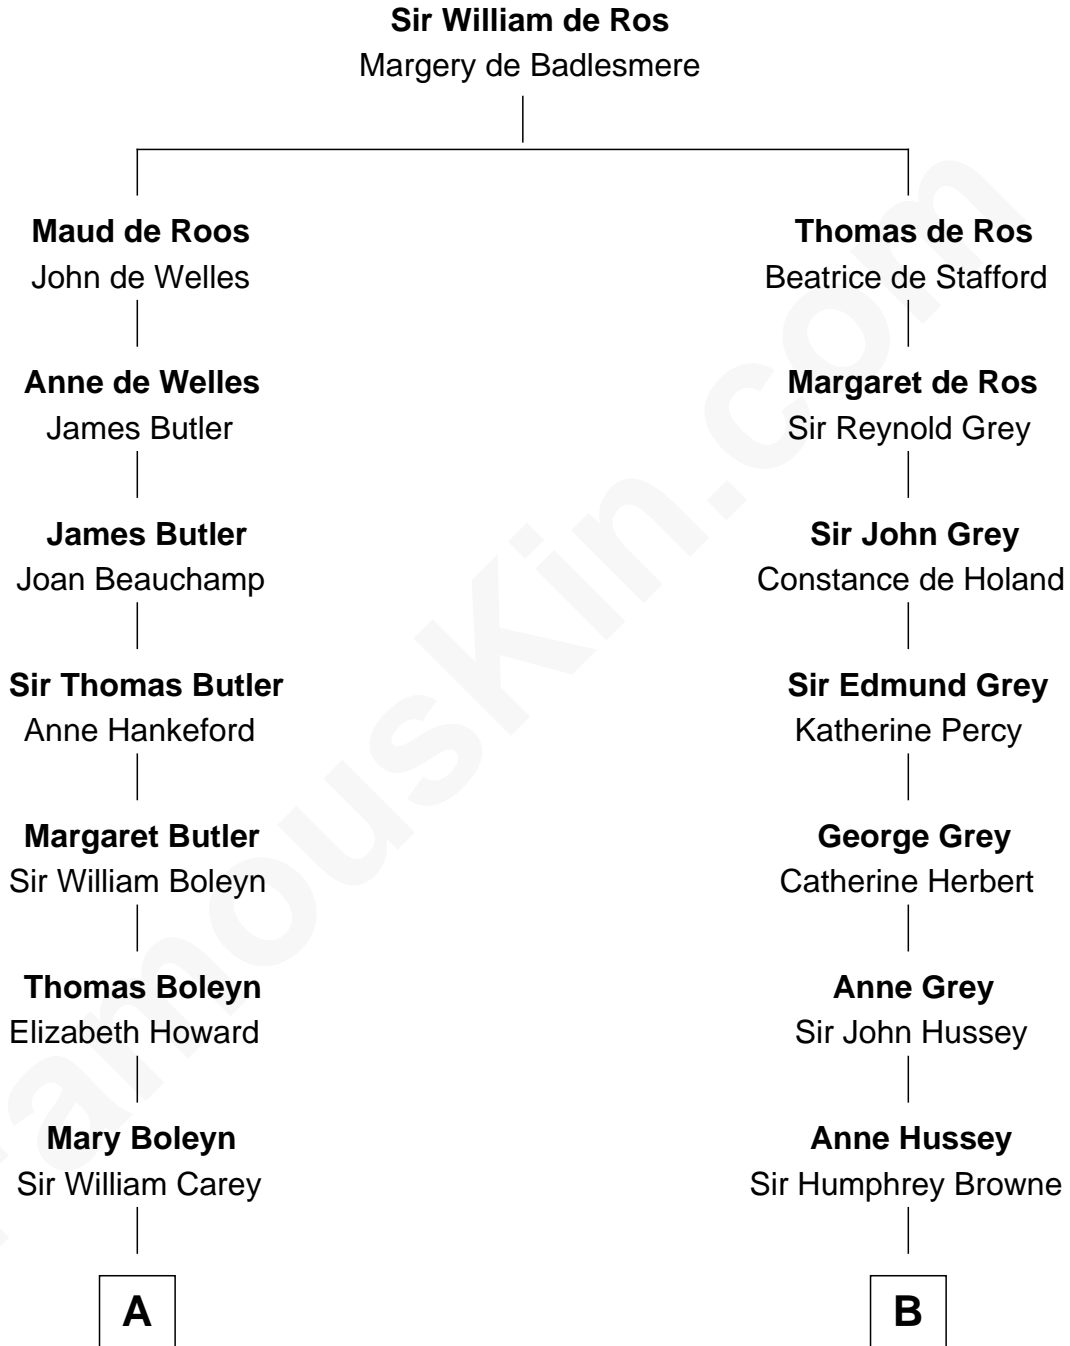 Sir William de Ros
Margery de Badlesmere
Maud de Roos
John de Welles
Thomas de Ros
Beatrice de Stafford
Anne de Welles
James Butler
Margaret de Ros
Sir Reynold Grey
James Butler
Joan Beauchamp
Sir John Grey
Constance de Holand
Sir Thomas Butler
Anne Hankeford
Sir Edmund Grey
Katherine Percy
Margaret Butler
Sir William Boleyn
George Grey
Catherine Herbert
Thomas Boleyn
Elizabeth Howard
Anne Grey
Sir John Hussey
Mary Boleyn
Sir William Carey
Anne Hussey
Sir Humphrey Browne
A
B
FamousKin.com